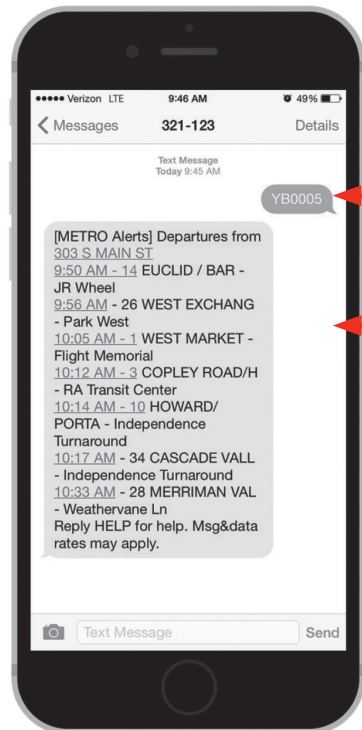 ●●●●● Verizon LTE 9:46 AM 49%
Messages 321-123 Details
Text Message
Today 9:45 AM
YB0005
[METRO Alerts] Departures from
303 S MAIN ST
9:50 AM - 14 EUCLID / BAR -
JR Wheel
9:56 AM - 26 WEST EXCHANG
- Park West
10:05 AM - 1 WEST MARKET -
Flight Memorial
10:12 AM - 3 COPLEY ROAD/H
- RA Transit Center
10:14 AM - 10 HOWARD/
PORTA - Independence
Turnaround
10:17 AM - 34 CASCADE VALL
- Independence Turnaround
10:33 AM - 28 MERRIMAN VAL
- Weathervane Ln
Reply HELP for help. Msg&data
rates may apply.
Text Message Send